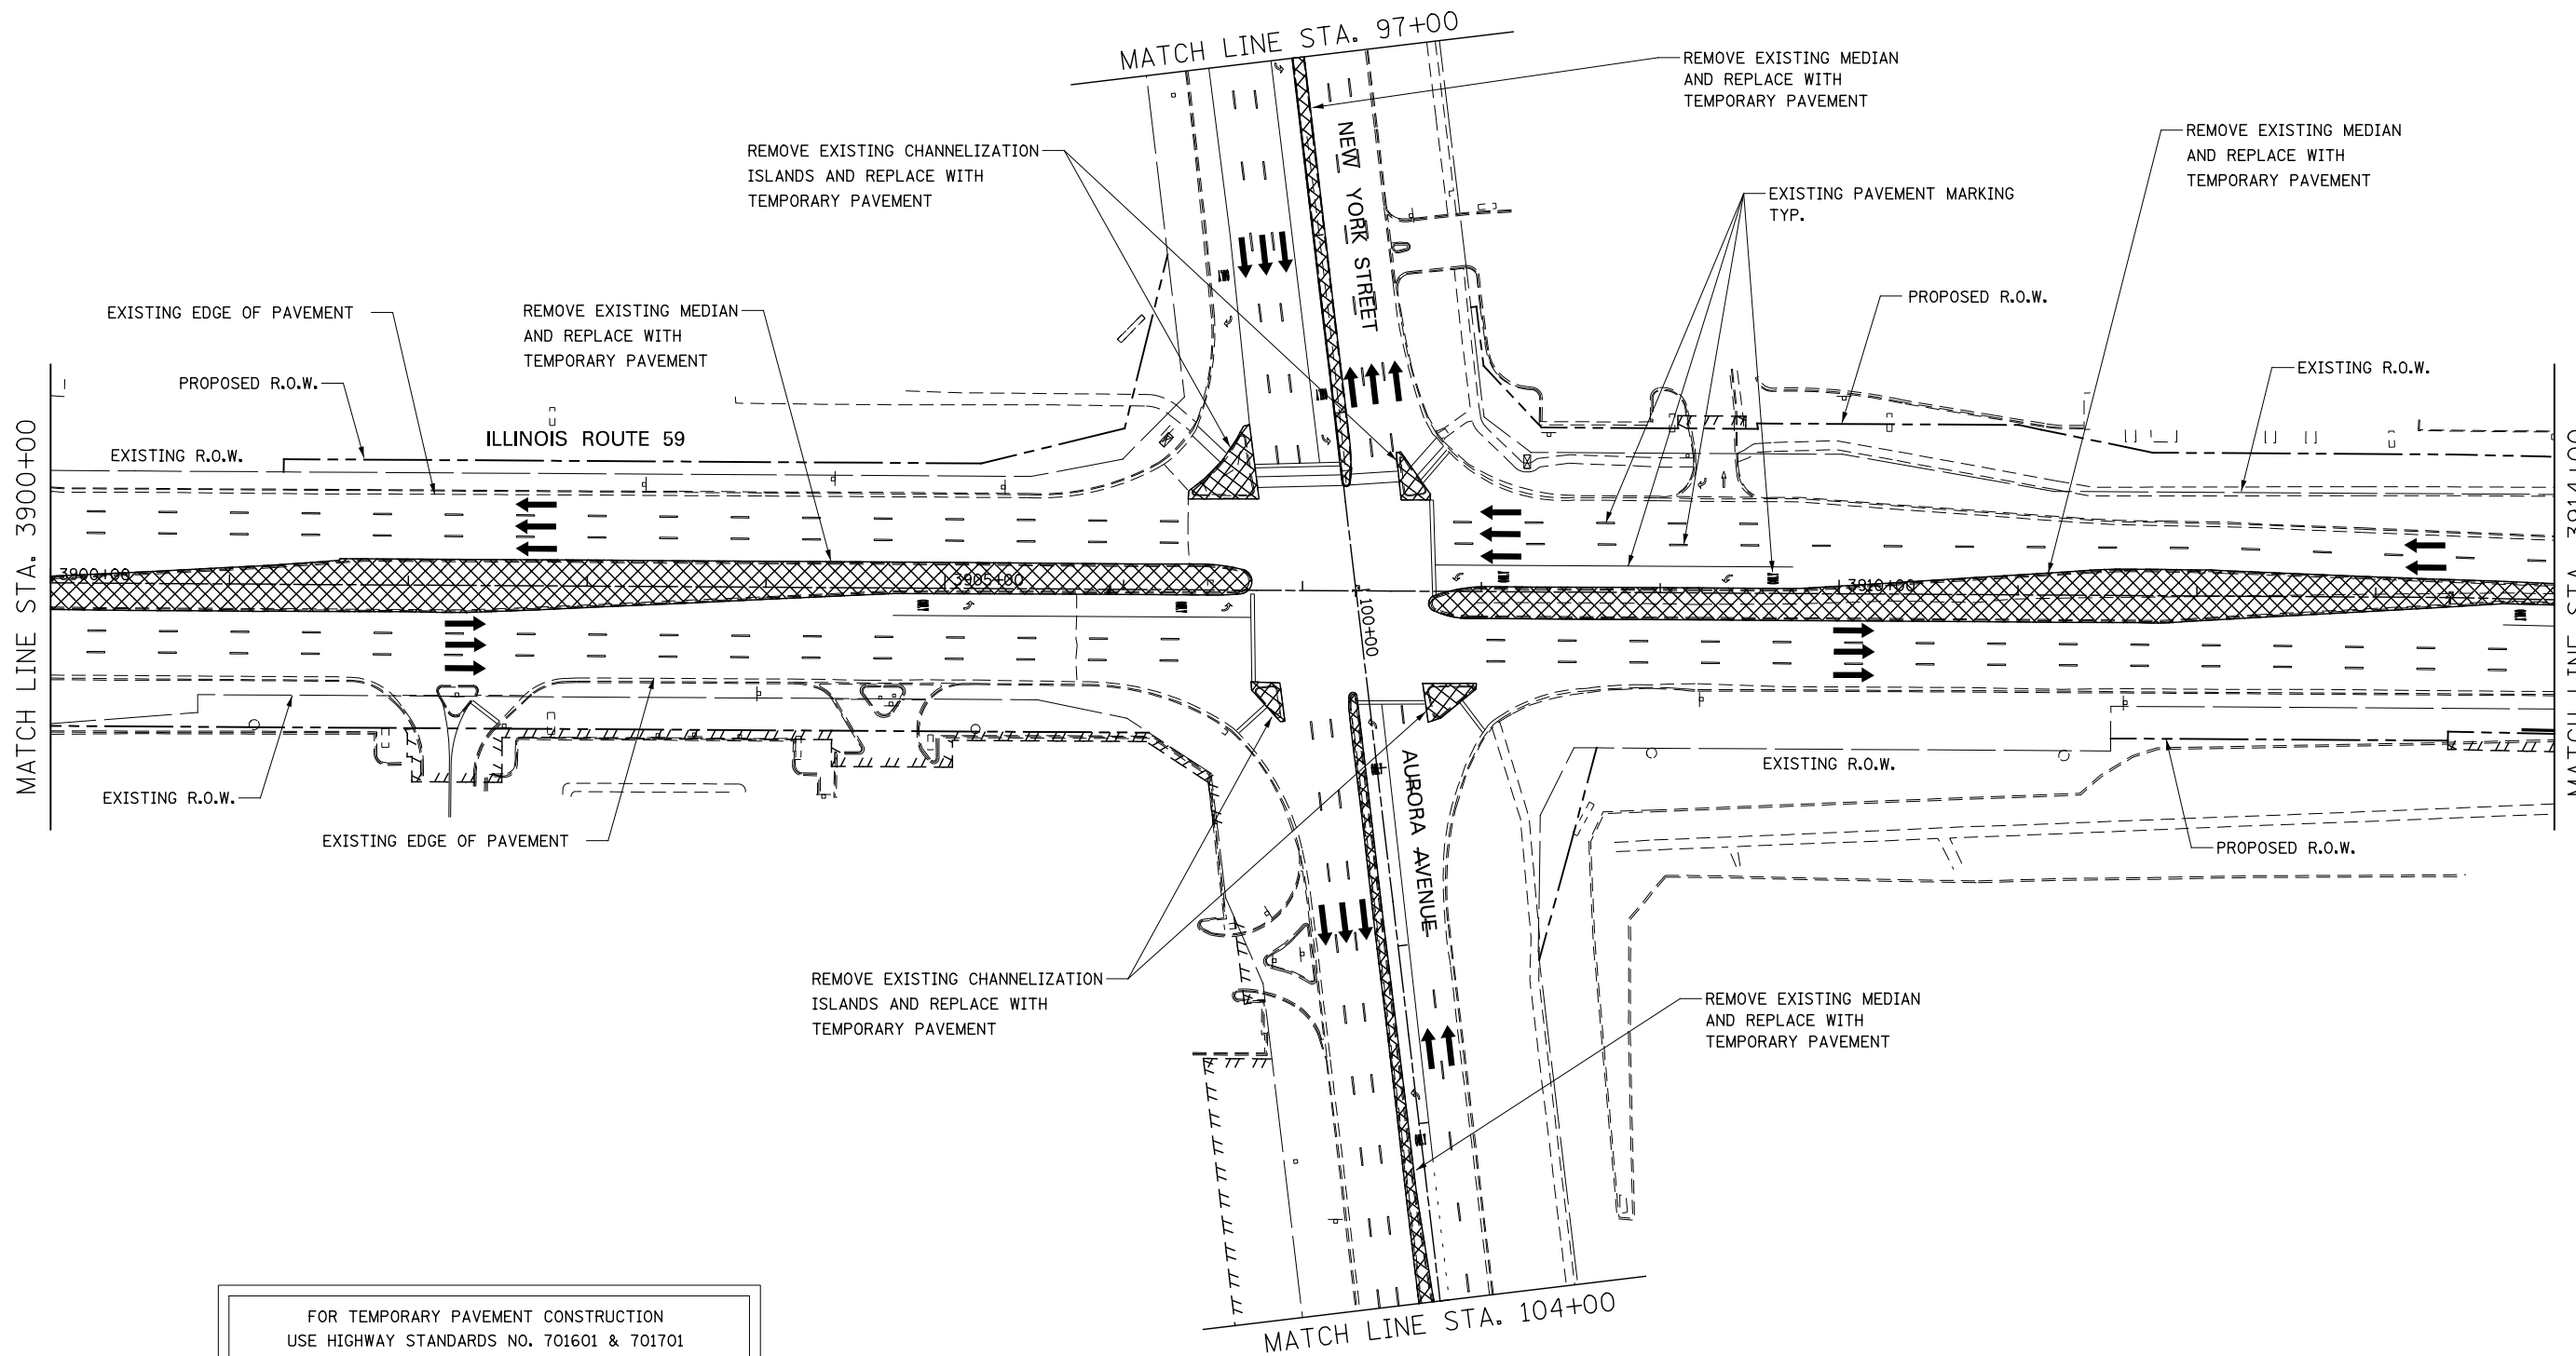 MATCH LINE STA. 97+00
REMOVE EXISTING MEDIAN
AND REPLACE WITH
TEMPORARY PAVEMENT
REMOVE EXISTING CHANNELIZATION
ISLANDS AND REPLACE WITH
TEMPORARY PAVEMENT
NEW YORK STREET
REMOVE EXISTING MEDIAN
AND REPLACE WITH
TEMPORARY PAVEMENT
EXISTING PAVEMENT MARKING
TYP.
EXISTING EDGE OF PAVEMENT
REMOVE EXISTING MEDIAN
AND REPLACE WITH
TEMPORARY PAVEMENT
PROPOSED R.O.W.
PROPOSED R.O.W.
EXISTING R.O.W.
ILLINOIS ROUTE 59
EXISTING R.O.W.
MATCH LINE STA. 3900+00
3900+00
3905+00
3910+00
100+00
MATCH LINE STA. 3914+00
AURORA AVENUE
EXISTING R.O.W.
EXISTING R.O.W.
EXISTING EDGE OF PAVEMENT
PROPOSED R.O.W.
REMOVE EXISTING CHANNELIZATION
ISLANDS AND REPLACE WITH
TEMPORARY PAVEMENT
REMOVE EXISTING MEDIAN
AND REPLACE WITH
TEMPORARY PAVEMENT
FOR TEMPORARY PAVEMENT CONSTRUCTION
USE HIGHWAY STANDARDS NO. 701601 & 701701
MATCH LINE STA. 104+00